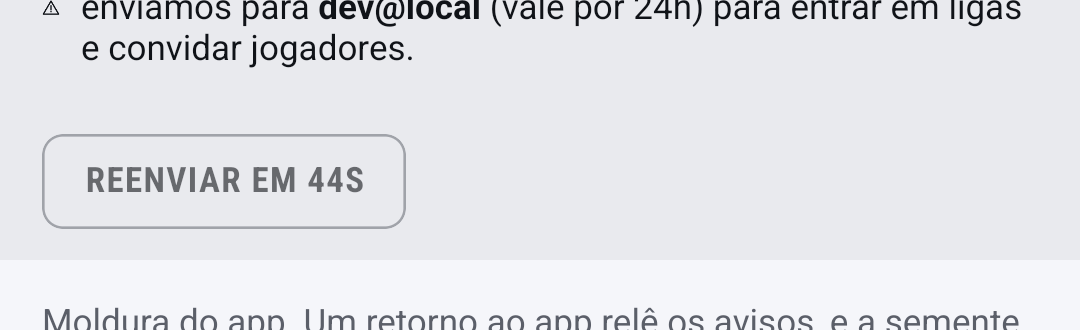 enviamos para dev@local (vale por 24h) para entrar em ligas
e convidar jogadores.
REENVIAR EM 44S
Moldura do app. Um retorno ao app relê os avisos, e a semente